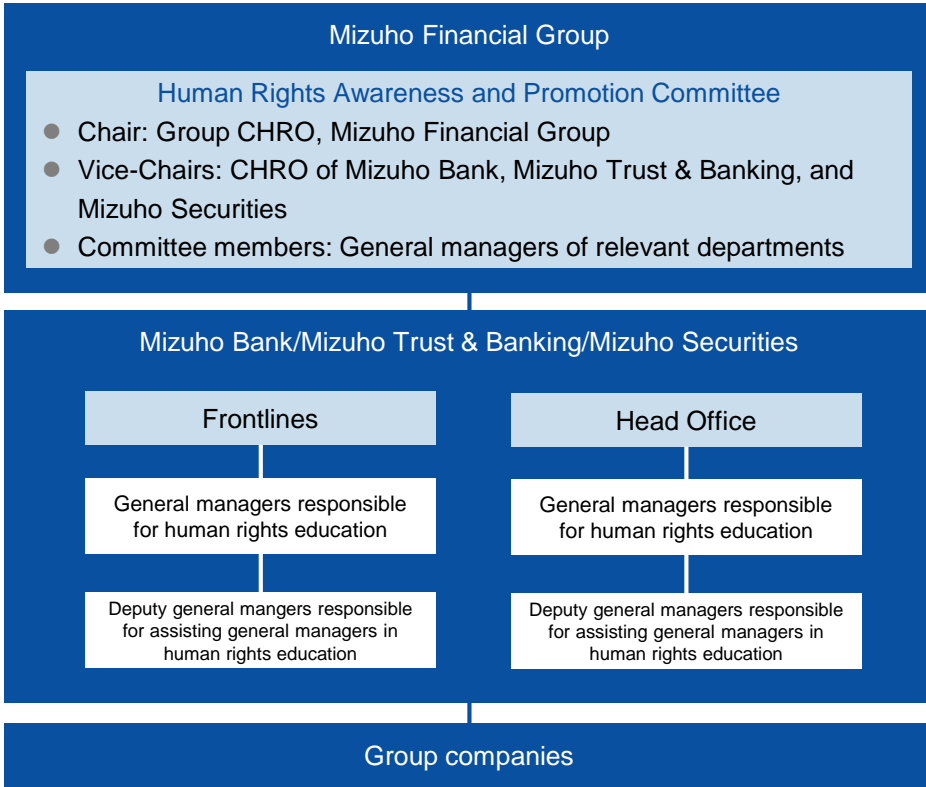 Mizuho Financial Group
Human Rights Awareness and Promotion Committee
● Chair: Group CHRO, Mizuho Financial Group
● Vice-Chairs: CHRO of Mizuho Bank, Mizuho Trust & Banking, and
Mizuho Securities
● Committee members: General managers of relevant departments
Mizuho Bank/Mizuho Trust & Banking/Mizuho Securities
Frontlines
General managers responsible
for human rights education
Deputy general mangers responsible
for assisting general managers in
human rights education
Head Office
General managers responsible
for human rights education
Deputy general managers responsible
for assisting general managers in
human rights education
Group companies